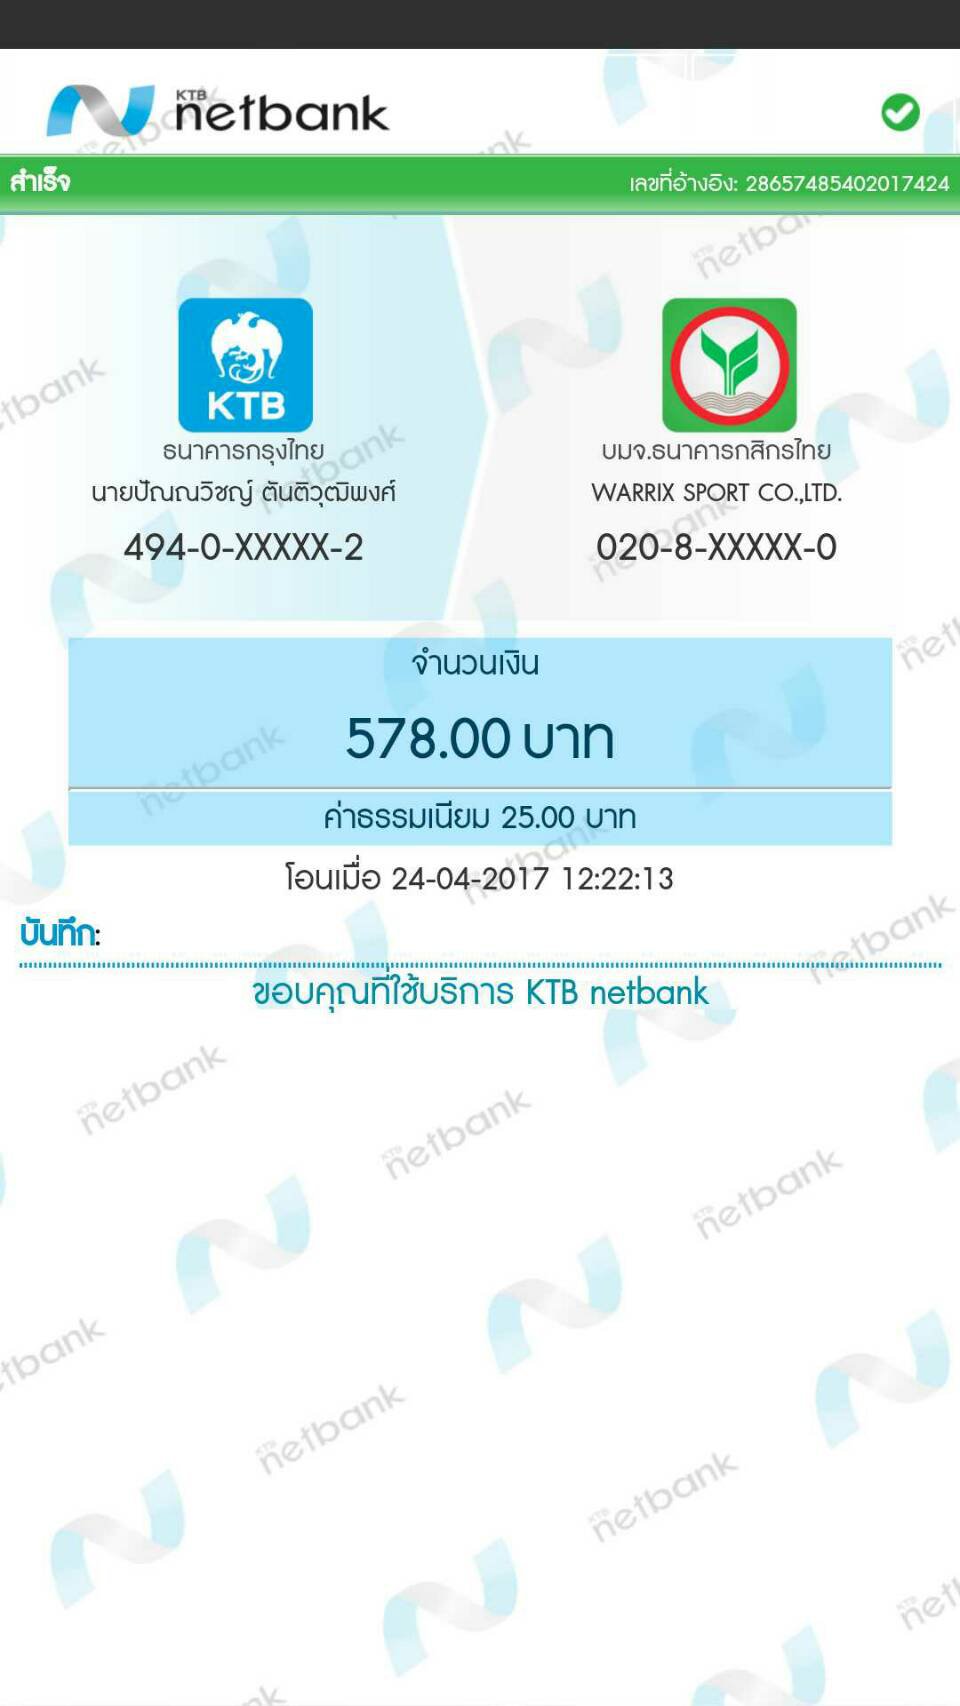 KTB
netbank
สำเร็จ
เลขที่อ้างอิง: 28657485402017424
KTB
ธนาคารกรุงไทย
นายปัณณวิชญ์ ตันติวุฒิพงศ์
494-0-XXXXX-2
บมจ.ธนาคารกสิกรไทย
WARRIX SPORT CO.,LTD.
020-8-XXXXX-0
จำนวนเงิน
578.00 บาท
ค่าธรรมเนียม 25.00 บาท
โอนเมื่อ 24-04-2017 12:22:13
บันทึก:
ขอบคุณที่ใช้บริการ KTB netbank